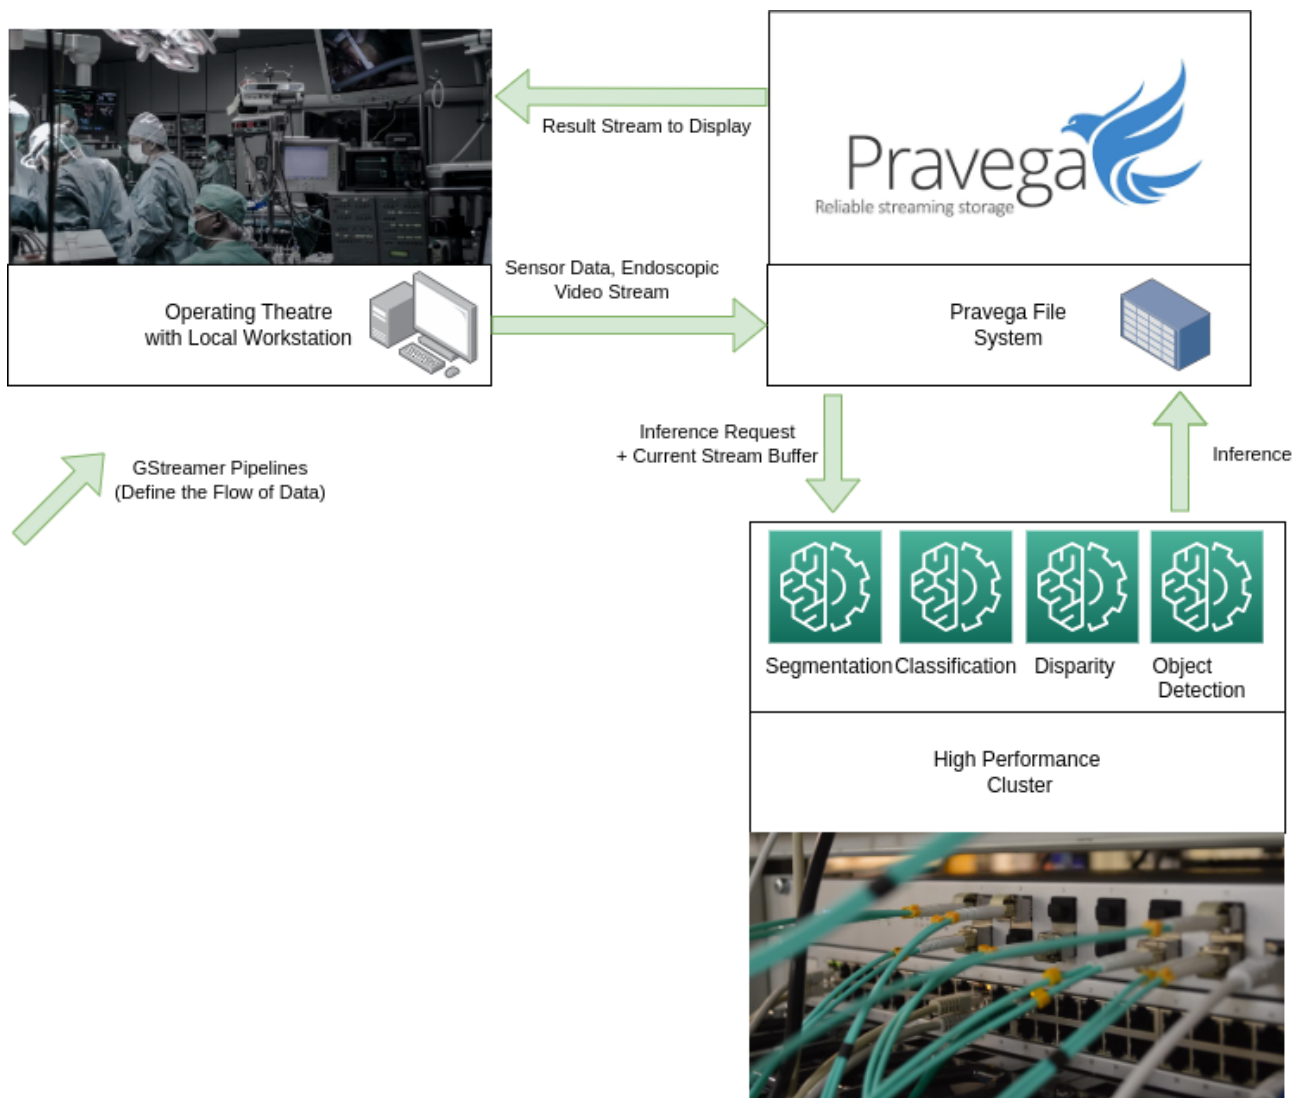 Result Stream to Display
Pravega
Reliable streaming storage
Sensor Data, Endoscopic
Video Stream
Operating Theatre
with Local Workstation
Pravega File
System
Inference Request
+ Current Stream Buffer
Inference
GStreamer Pipelines
(Define the Flow of Data)
Segmentation
Classification
Disparity
Object
Detection
High Performance
Cluster